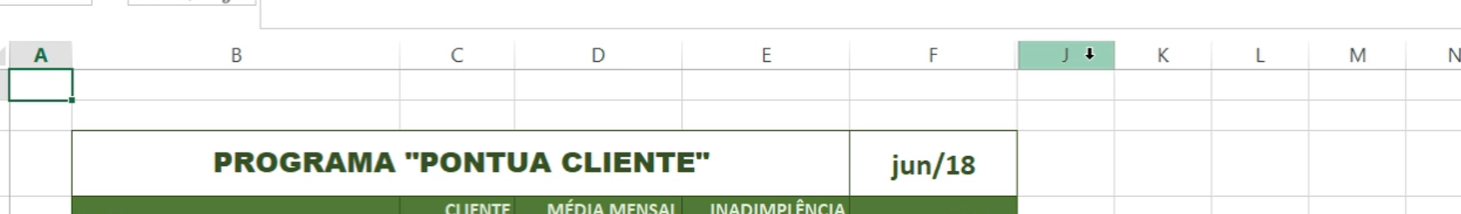 A B C D E F J K L M N
PROGRAMA "PONTUA CLIENTE" jun/18
CLIENTE MÉDIA MENSAL INADIMPLÊNCIA